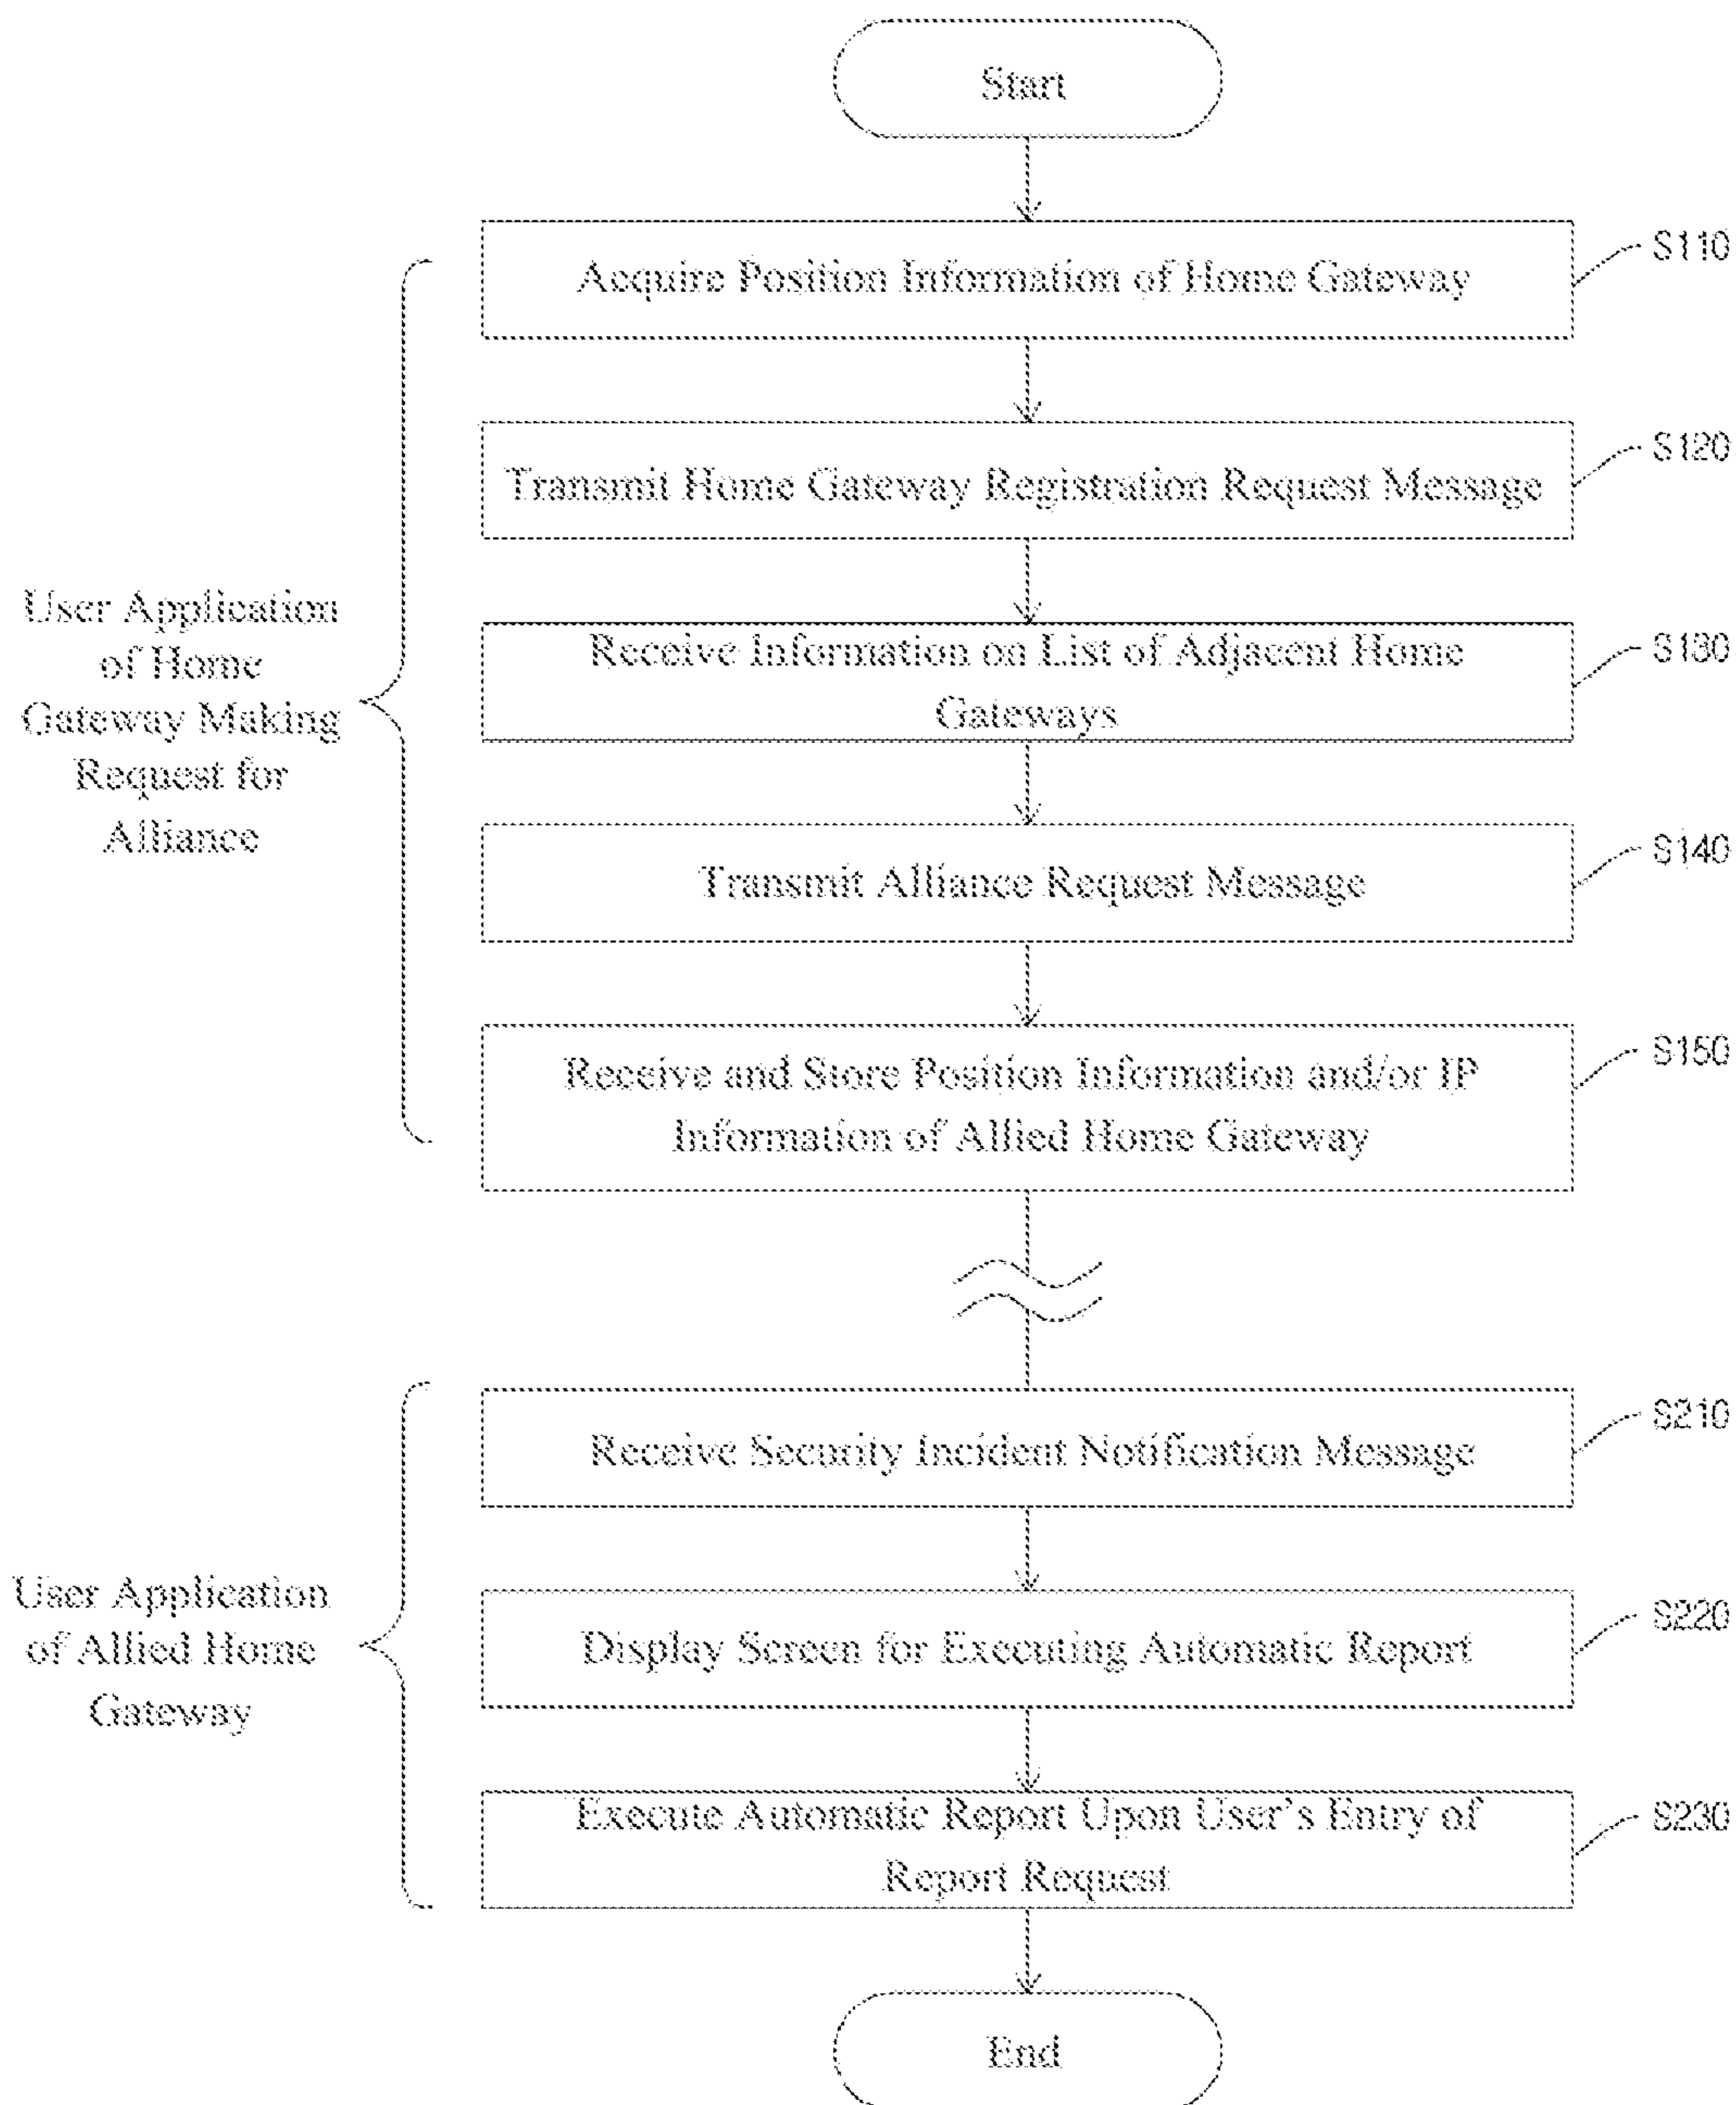 Start
Acquire Position Information of Home Gateway
S110
Transmit Home Gateway Registration Request Message
S120
Receive Information on List of Adjacent Home
Gateways
S130
Transmit Alliance Request Message
S140
Receive and Store Position Information and/or IP
Information of Allied Home Gateway
S150
User Application
of Home
Gateway Making
Request for
Alliance
Receive Security Incident Notification Message
S210
Display Screen for Executing Automatic Report
S220
Execute Automatic Report Upon User's Entry of
Report Request
S230
User Application
of Allied Home
Gateway
End